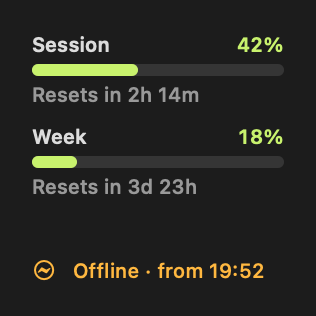 Session 42%
Resets in 2h 14m
Week 18%
Resets in 3d 23h
Offline · from 19:52